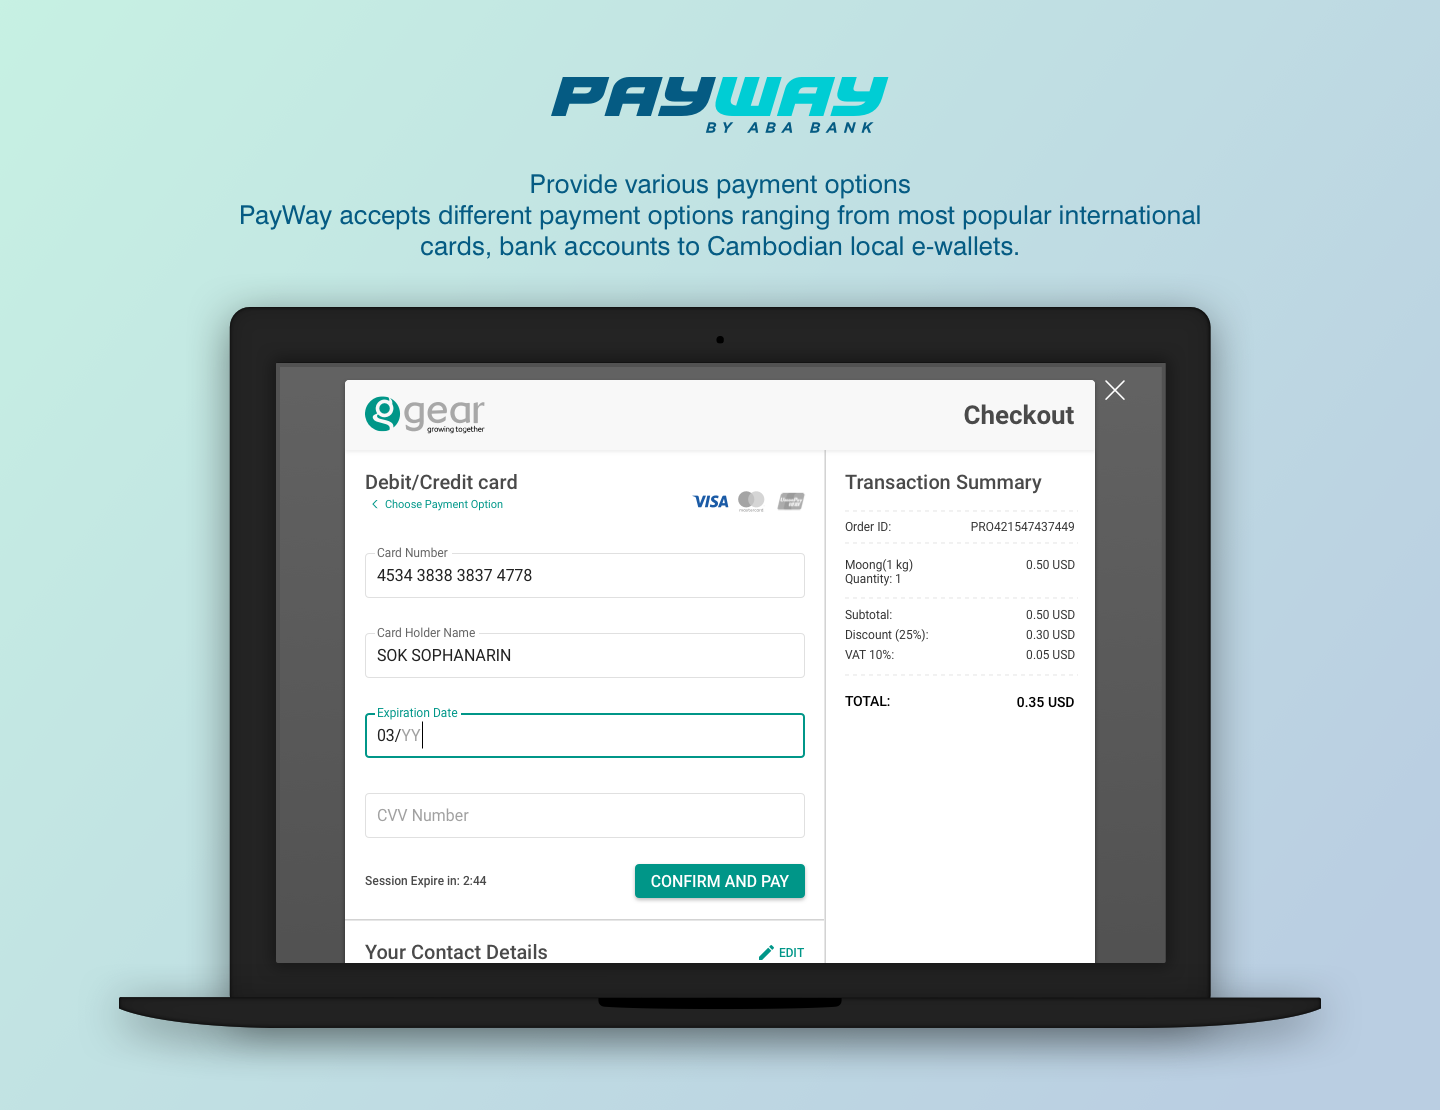 PAYWAY
BY ABA BANK
Provide various payment options
PayWay accepts different payment options ranging from most popular international
cards, bank accounts to Cambodian local e-wallets.
gear
growing together
Checkout
Debit/Credit card
Choose Payment Option
VISA
Card Number
4534 3838 3837 4778
Card Holder Name
SOK SOPHANARIN
Expiration Date
03/YY
CVV Number
Session Expire in: 2:44
CONFIRM AND PAY
Your Contact Details
EDIT
Transaction Summary
Order ID: PRO421547437449
Moong(1 kg) 0.50 USD
Quantity: 1
Subtotal: 0.50 USD
Discount (25%): 0.30 USD
VAT 10%: 0.05 USD
TOTAL: 0.35 USD